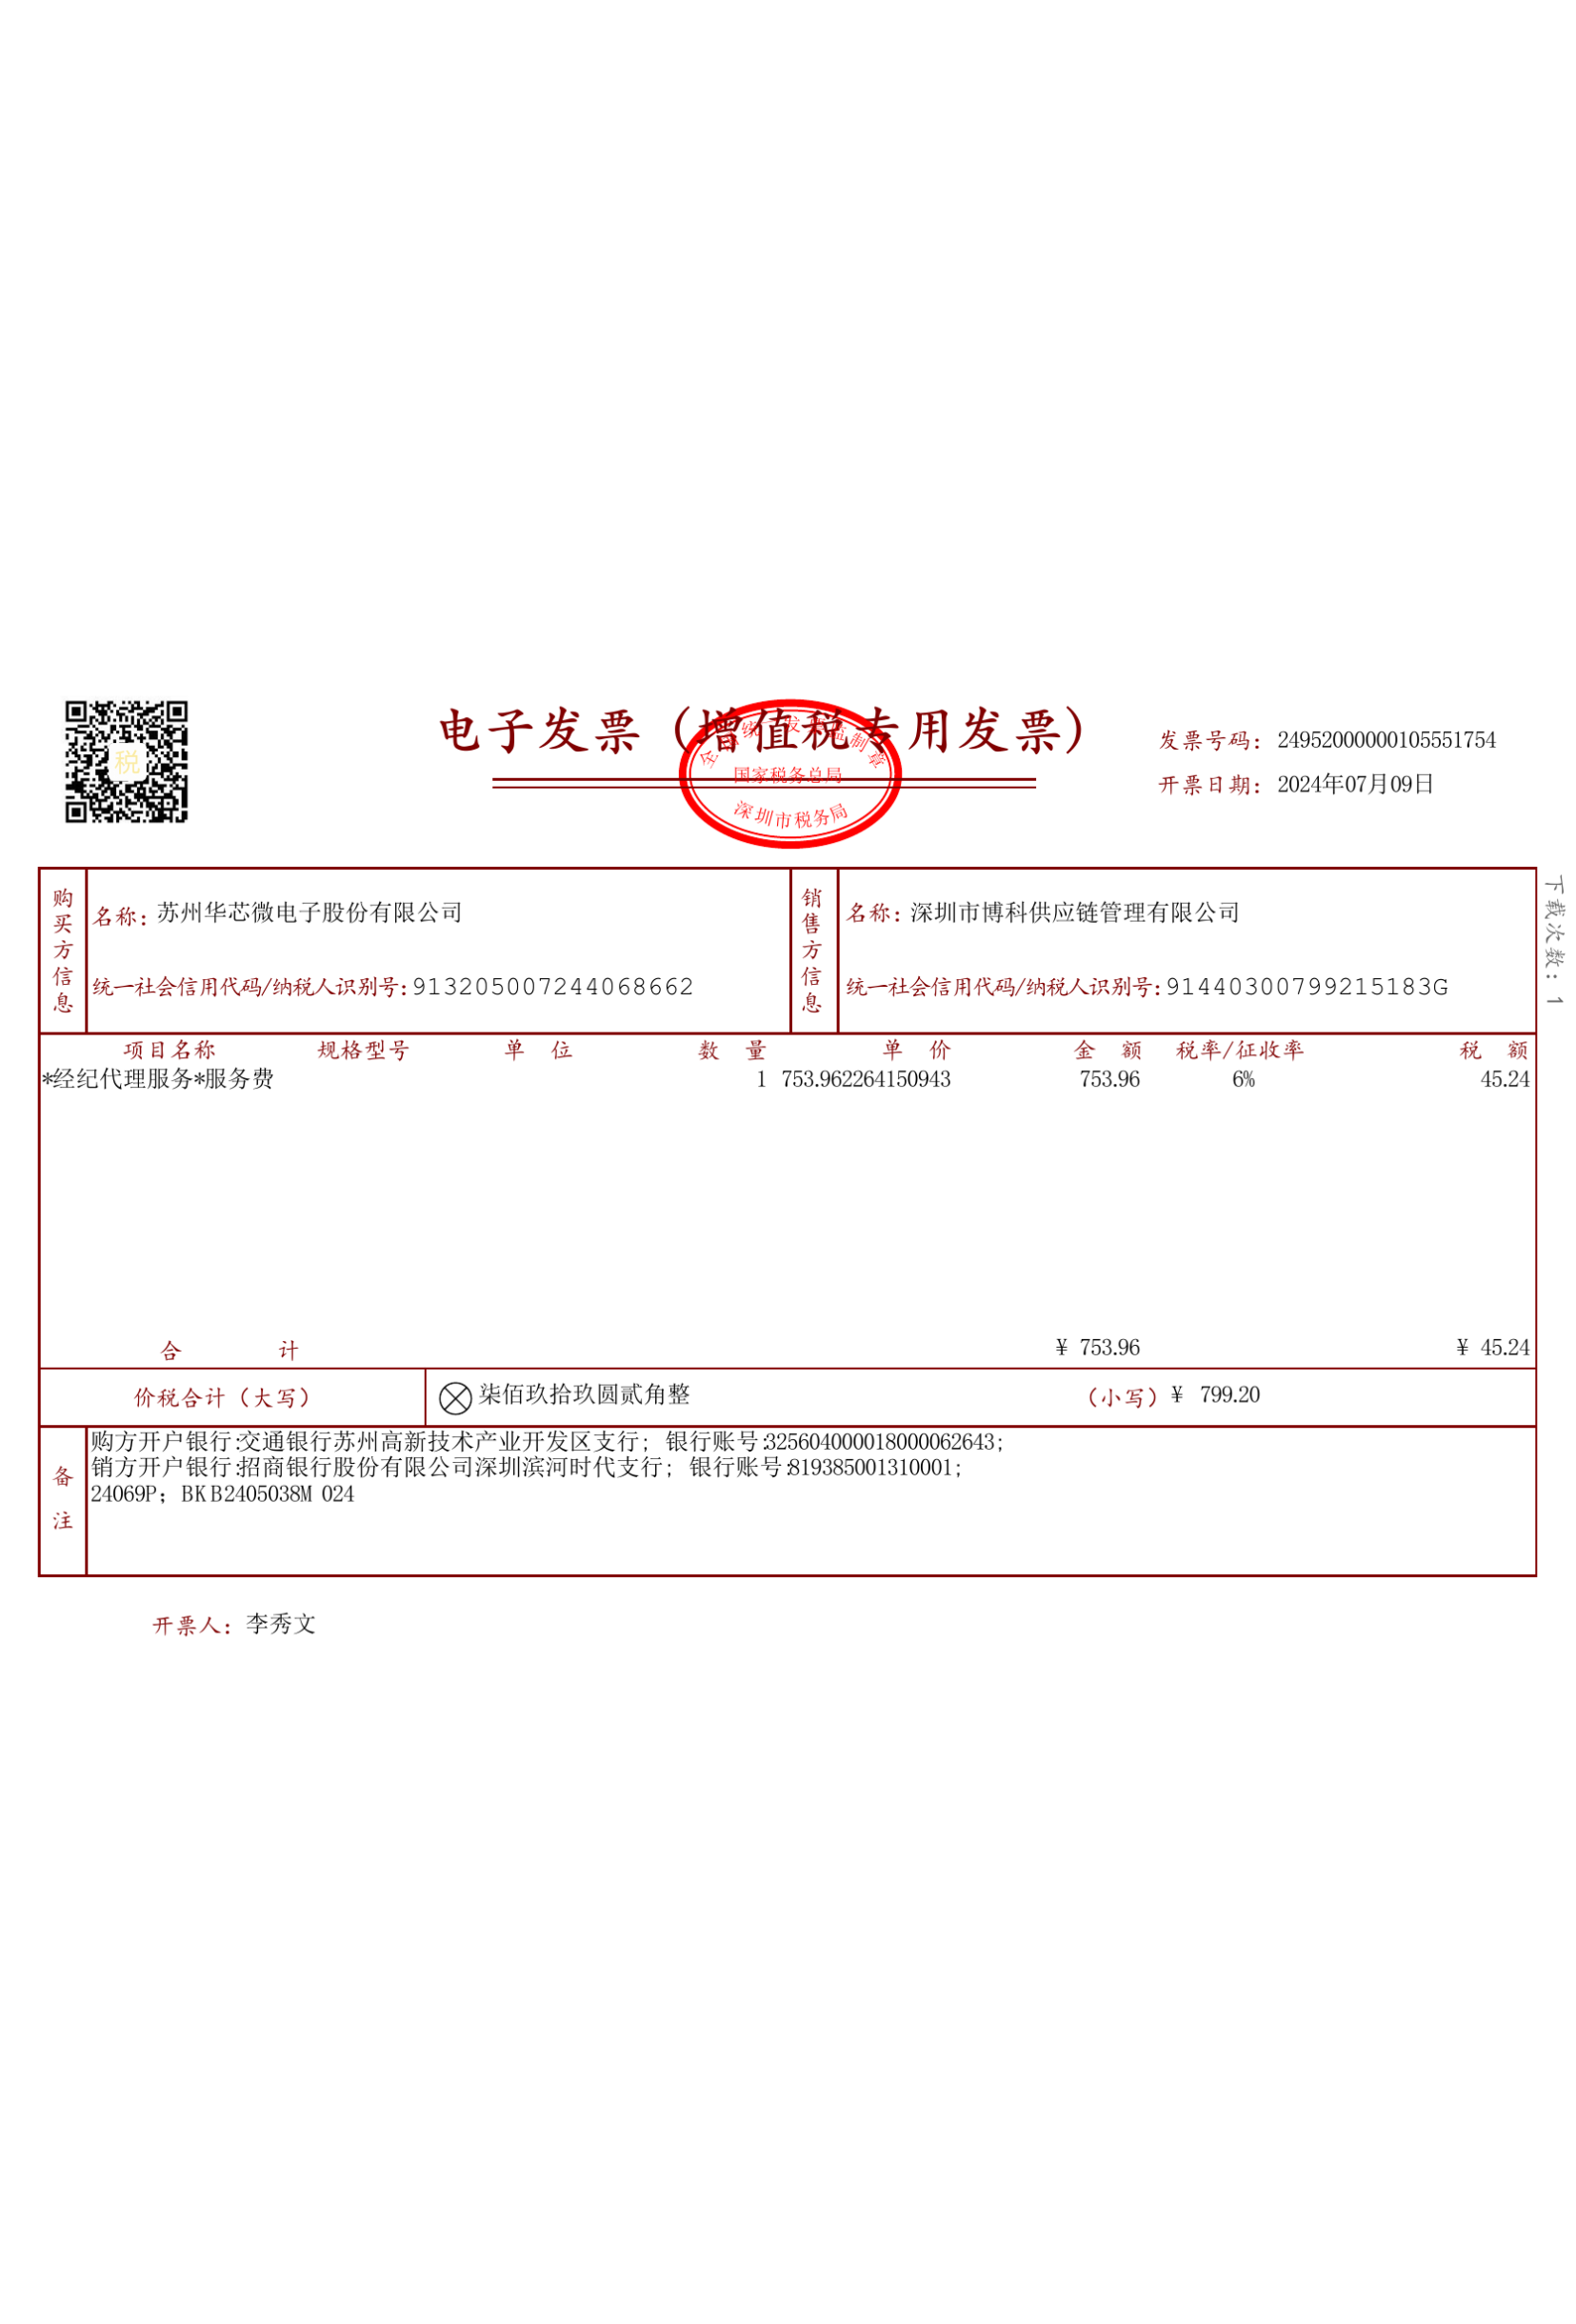 税
电子发票（增值税专用发票）
全国统一发票监制章
国家税务总局
深圳市税务局
发票号码：24952000000105551754
开票日期：2024年07月09日
购买方信息
名称：苏州华芯微电子股份有限公司
统一社会信用代码/纳税人识别号：913205007244068662
销售方信息
名称：深圳市博科供应链管理有限公司
统一社会信用代码/纳税人识别号：91440300799215183G
下载次数：1
项目名称 规格型号 单 位 数 量 单 价 金 额 税率/征收率 税 额
*经纪代理服务*服务费 1 753.962264150943 753.96 6% 45.24
合 计 ¥ 753.96 ¥ 45.24
价税合计（大写） 柒佰玖拾玖圆贰角整 （小写）¥ 799.20
备注
购方开户银行:交通银行苏州高新技术产业开发区支行； 银行账号:325604000018000062643;
销方开户银行:招商银行股份有限公司深圳滨河时代支行； 银行账号:819385001310001;
24069P；BKB2405038M 024
开票人：李秀文